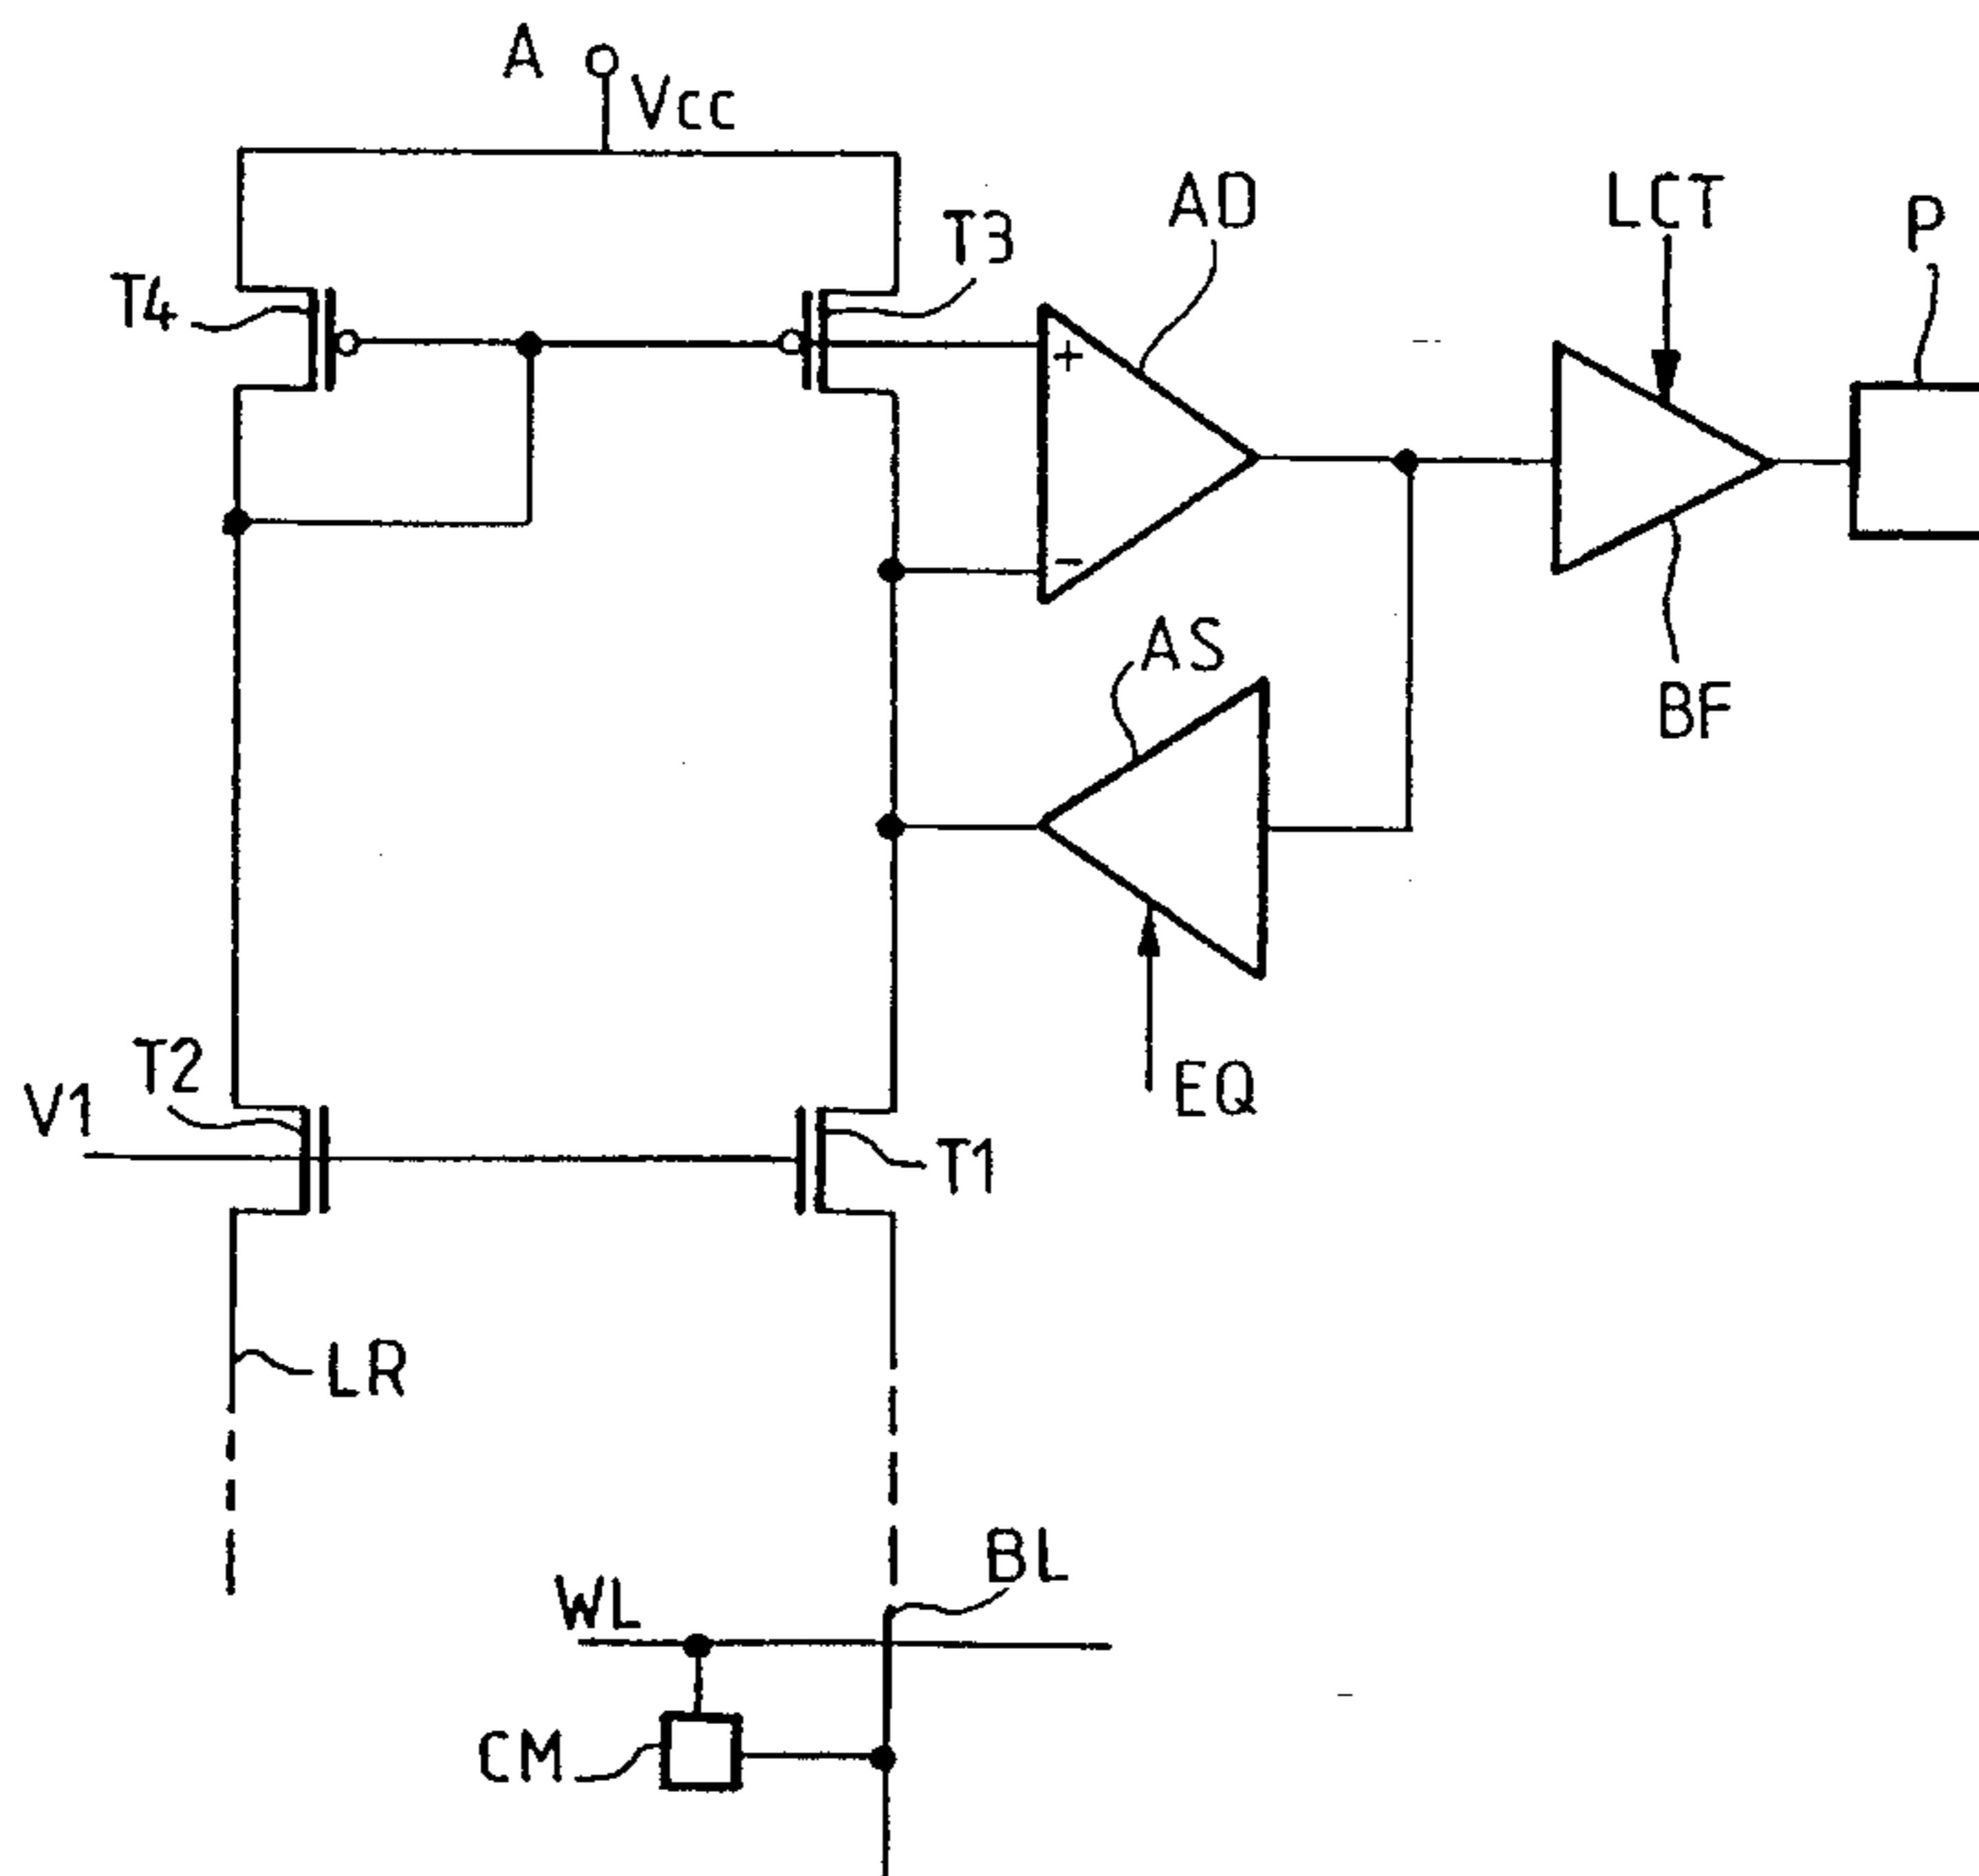 A
Vcc
AD
LCT
P
T3
T4
+
-
AS
BF
T2
V1
EQ
T1
LR
BL
WL
CM